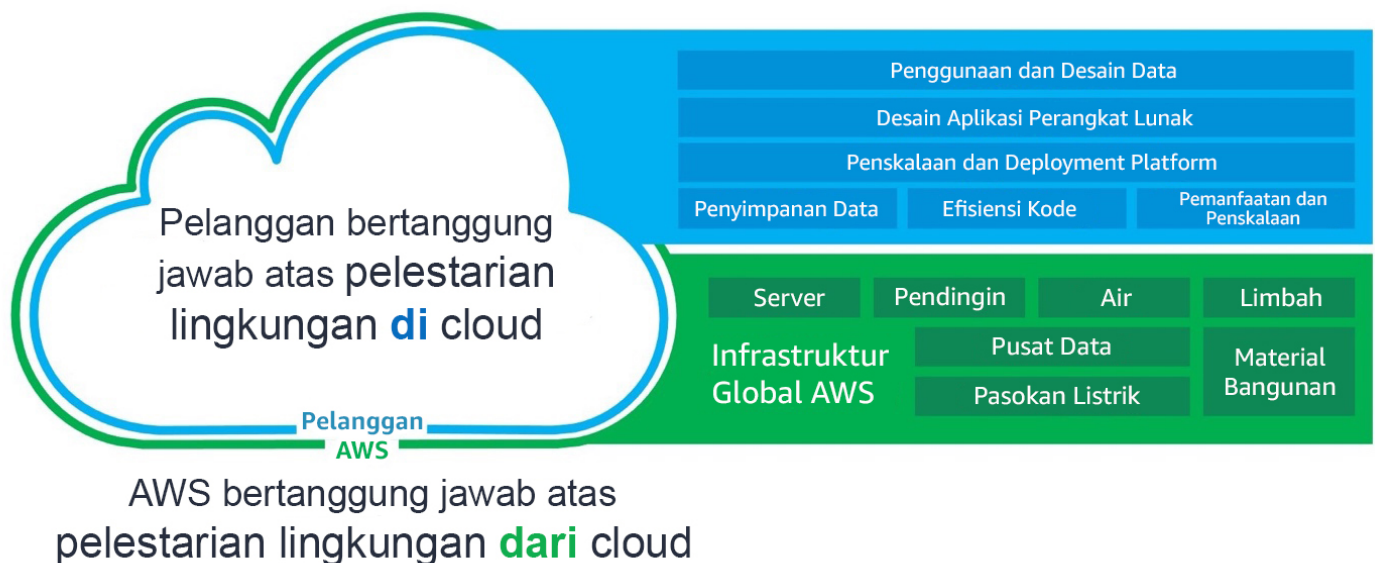 Penggunaan dan Desain Data
Desain Aplikasi Perangkat Lunak
Penskalaan dan Deployment Platform
Penyimpanan Data
Efisiensi Kode
Pemanfaatan dan
Penskalaan
Pelanggan bertanggung
jawab atas pelestarian
lingkungan di cloud
Server
Pendingin
Air
Limbah
Infrastruktur
Global AWS
Pusat Data
Pasokan Listrik
Material
Bangunan
Pelanggan
AWS
AWS bertanggung jawab atas
pelestarian lingkungan dari cloud